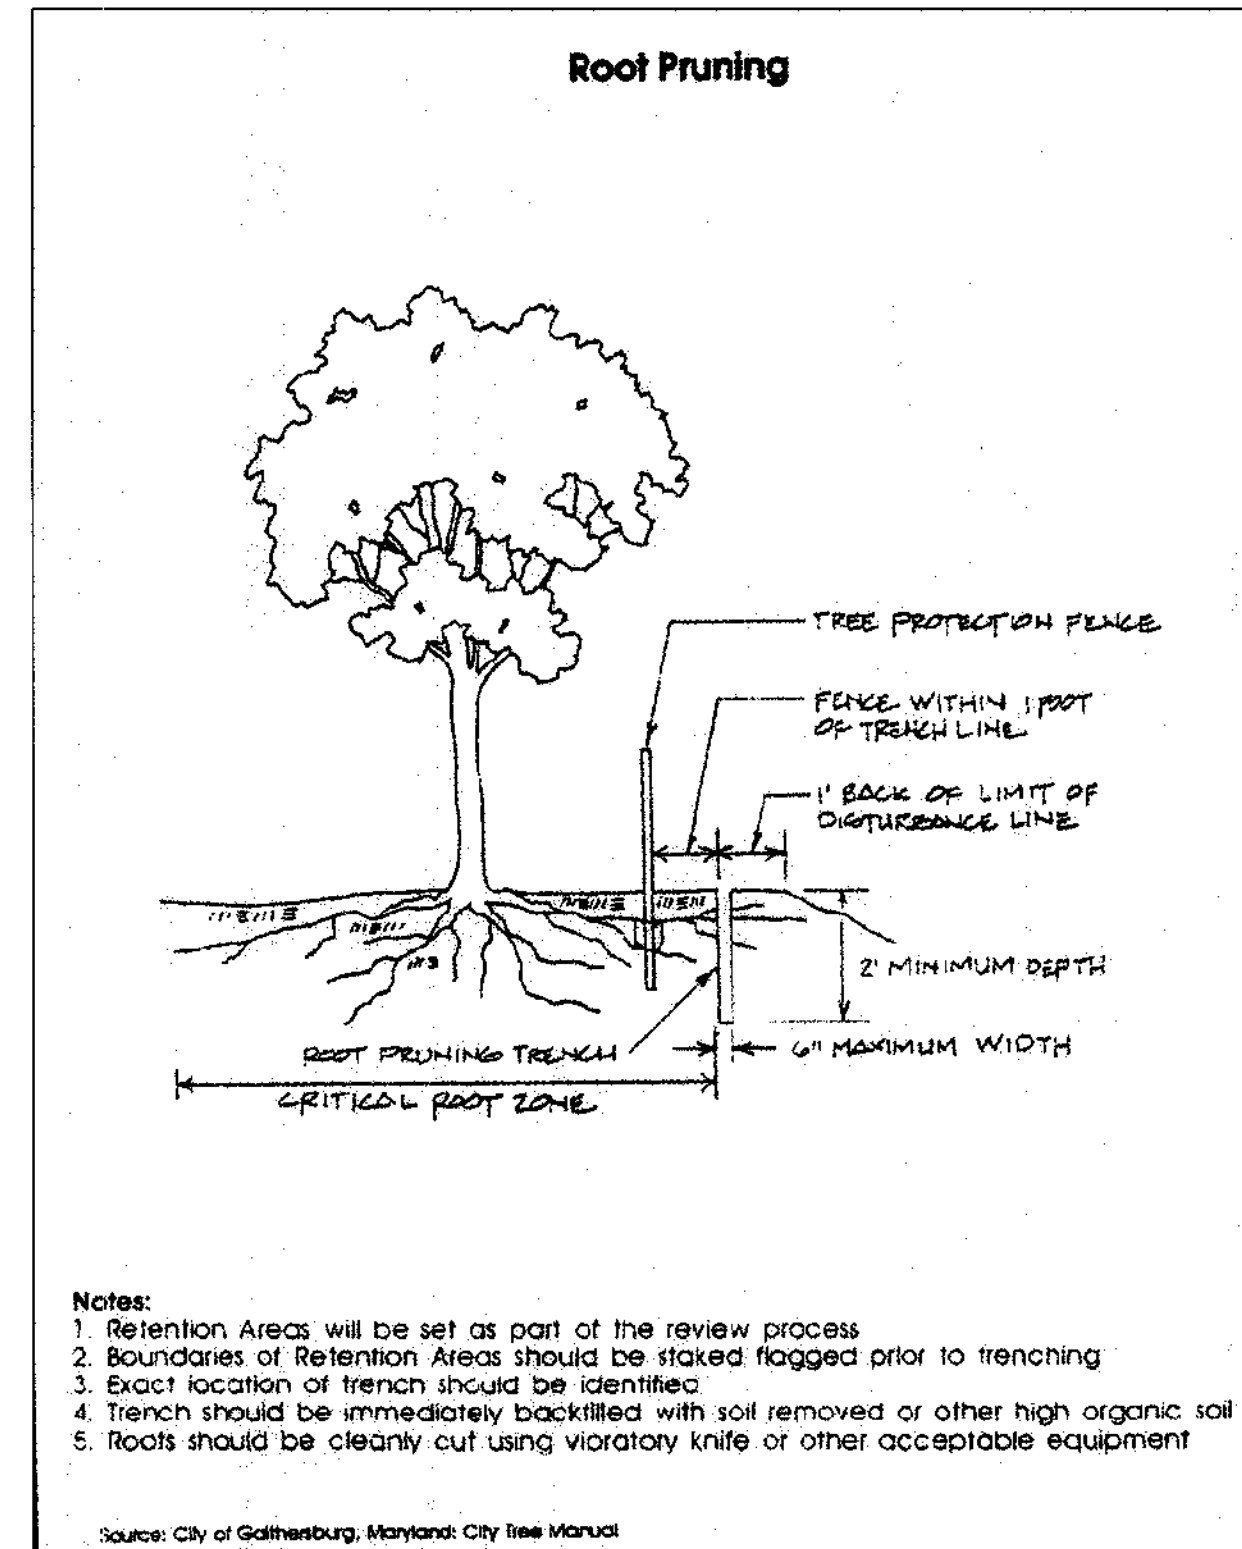 Root Pruning
TREE PROTECTION FENCE
FENCE WITHIN 1 FOOT
OF TRENCH LINE
1' BACK OF LIMIT OF
DISTURBANCE LINE
2' MINIMUM DEPTH
ROOT PRUNING TRENCH
6" MAXIMUM WIDTH
CRITICAL ROOT ZONE
Notes:
1. Retention Areas will be set as part of the review process
2. Boundaries of Retention Areas should be staked flagged prior to trenching
3. Exact location of trench should be identified
4. Trench should be immediately backfilled with soil removed or other high organic soil
5. Roots should be cleanly cut using vibratory knife or other acceptable equipment
Source: City of Gaithersburg, Maryland: City Tree Manual